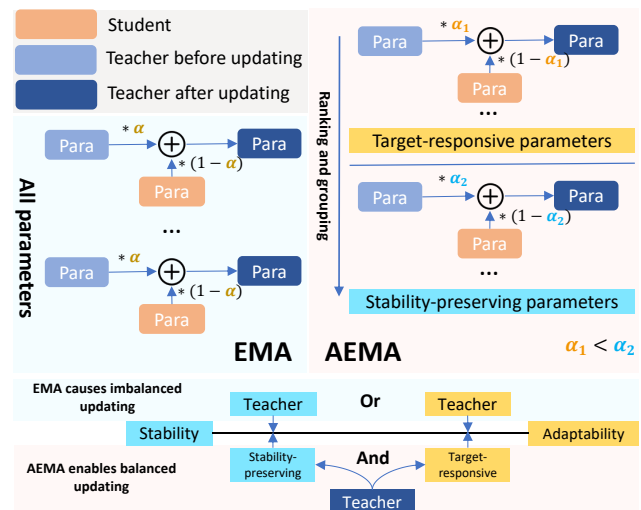 Student
Teacher before updating
Teacher after updating
All parameters
Para
* α
Para
* (1 − α)
Para
...
Para
* α
Para
* (1 − α)
Para
EMA
Ranking and grouping
Para
* α₁
Para
* (1 − α₁)
Para
...
Target-responsive parameters
Para
* α₂
Para
* (1 − α₂)
Para
...
Stability-preserving parameters
AEMA
α₁ < α₂
EMA causes imbalanced
updating
Teacher
Or
Teacher
Stability
Adaptability
AEMA enables balanced
updating
Stability-
preserving
And
Target-
responsive
Teacher